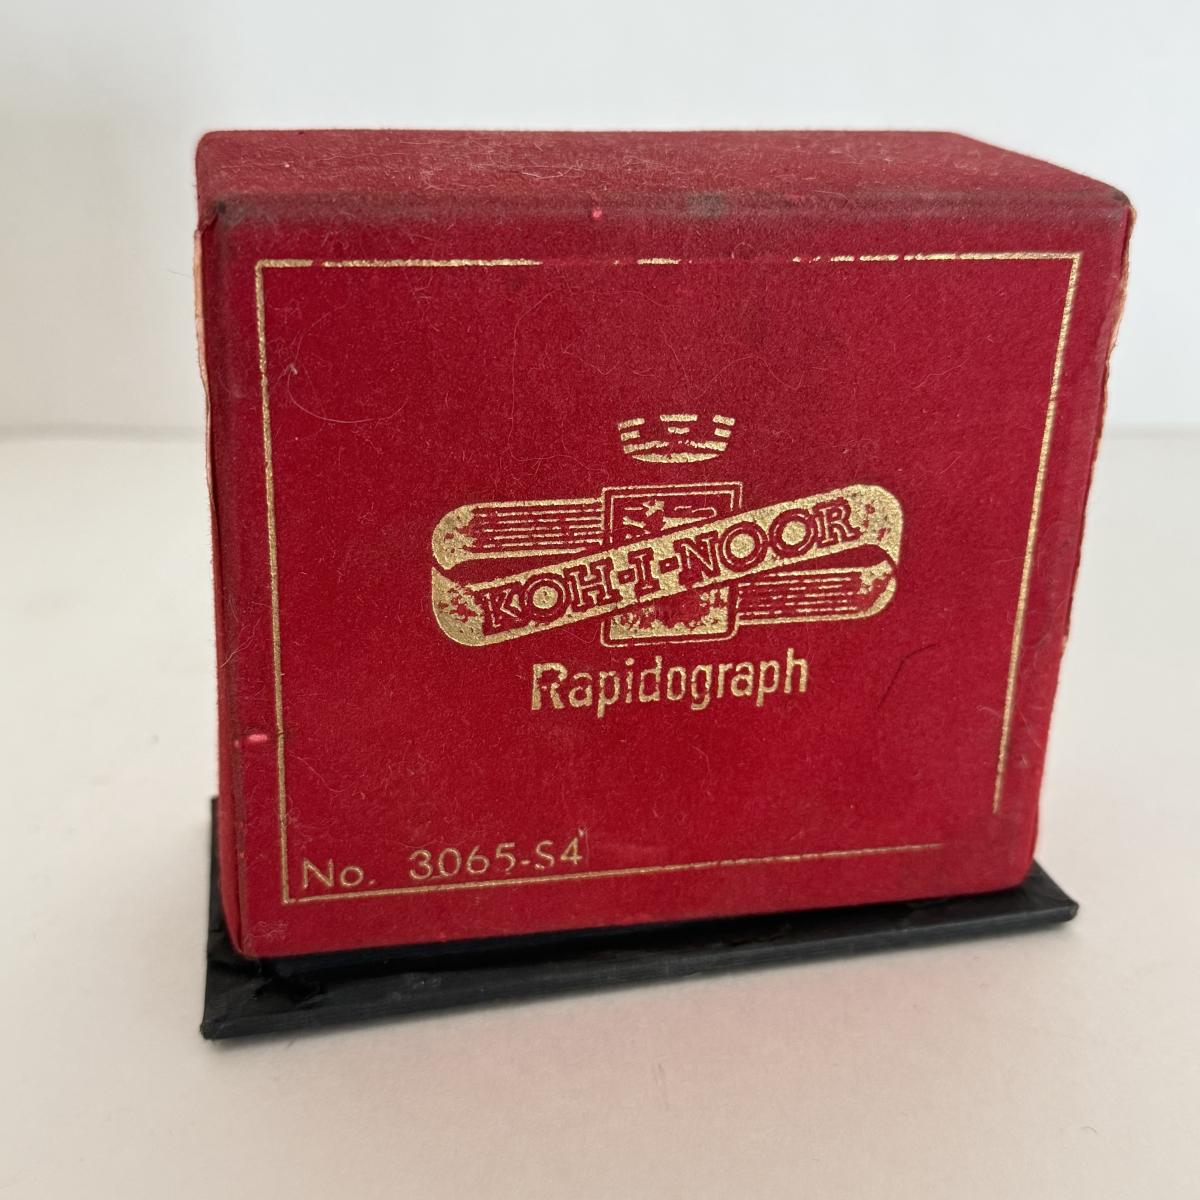 KOH-I-NOOR
Rapidograph
No. 3065-S4